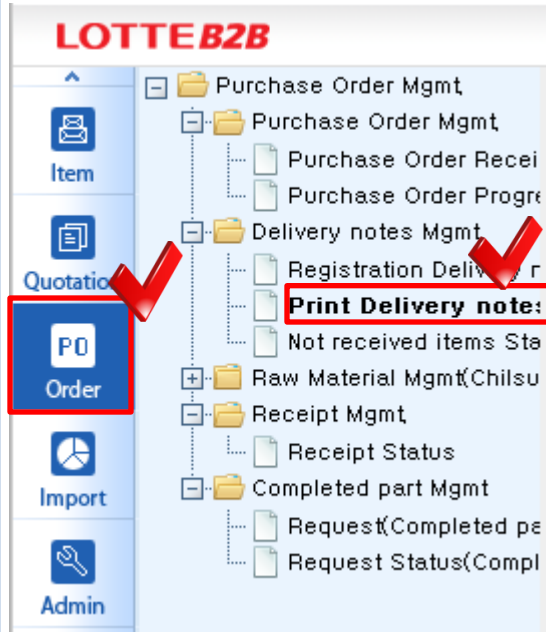 LOTTE B2B
Item
Quotation
PO
Order
Import
Admin
Purchase Order Mgmt,
Purchase Order Mgmt,
Purchase Order Recei
Purchase Order Progre
Delivery notes Mgmt,
Registration Delivery r
Print Delivery notes
Not received items Sta
Raw Material Mgmt(Chilsu
Receipt Mgmt,
Receipt Status
Completed part Mgmt
Request(Completed pa
Request Status(Compl